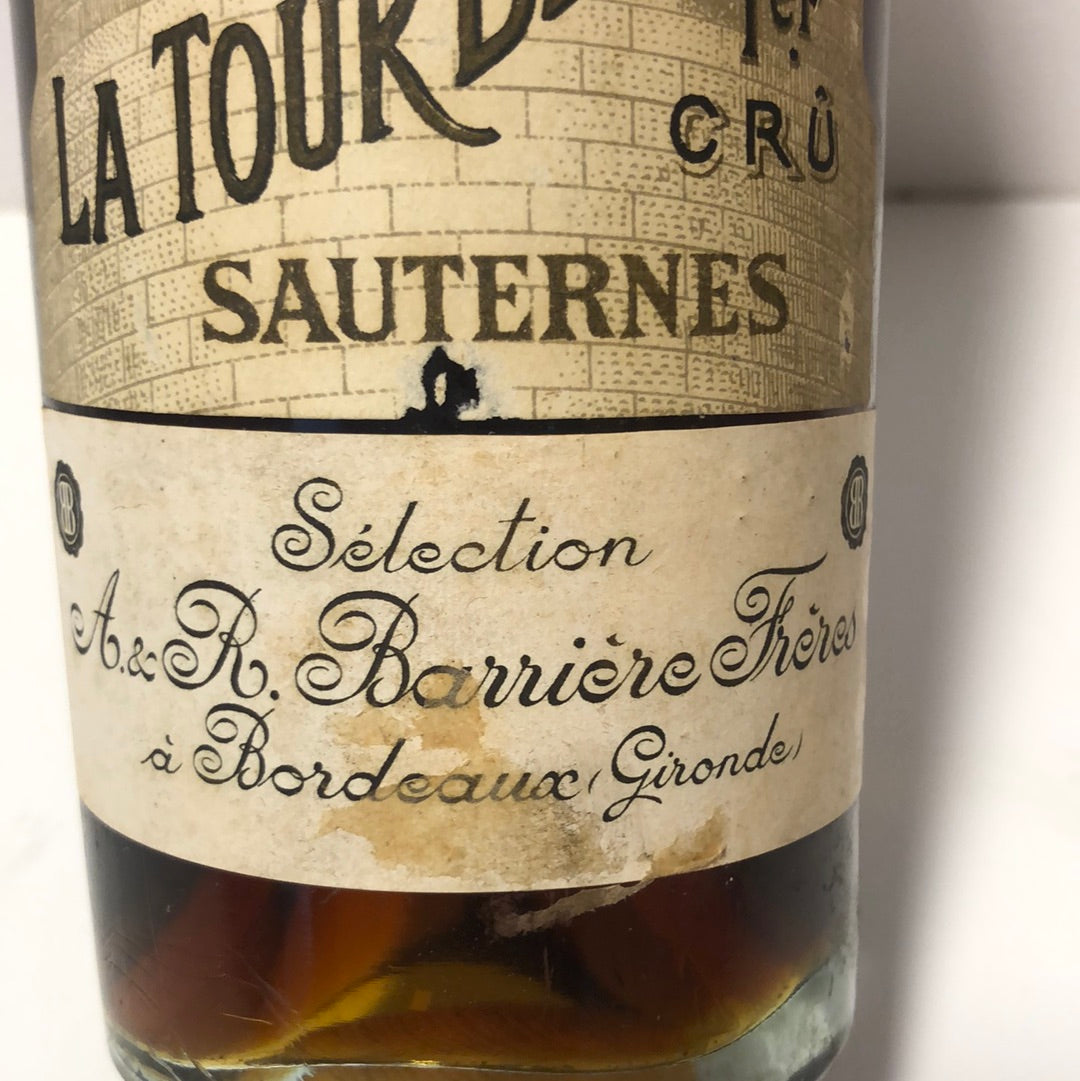 LA TOUR
1er
CRÛ
SAUTERNES
Sélection
A. & R. Barrière Frères
à Bordeaux (Gironde)